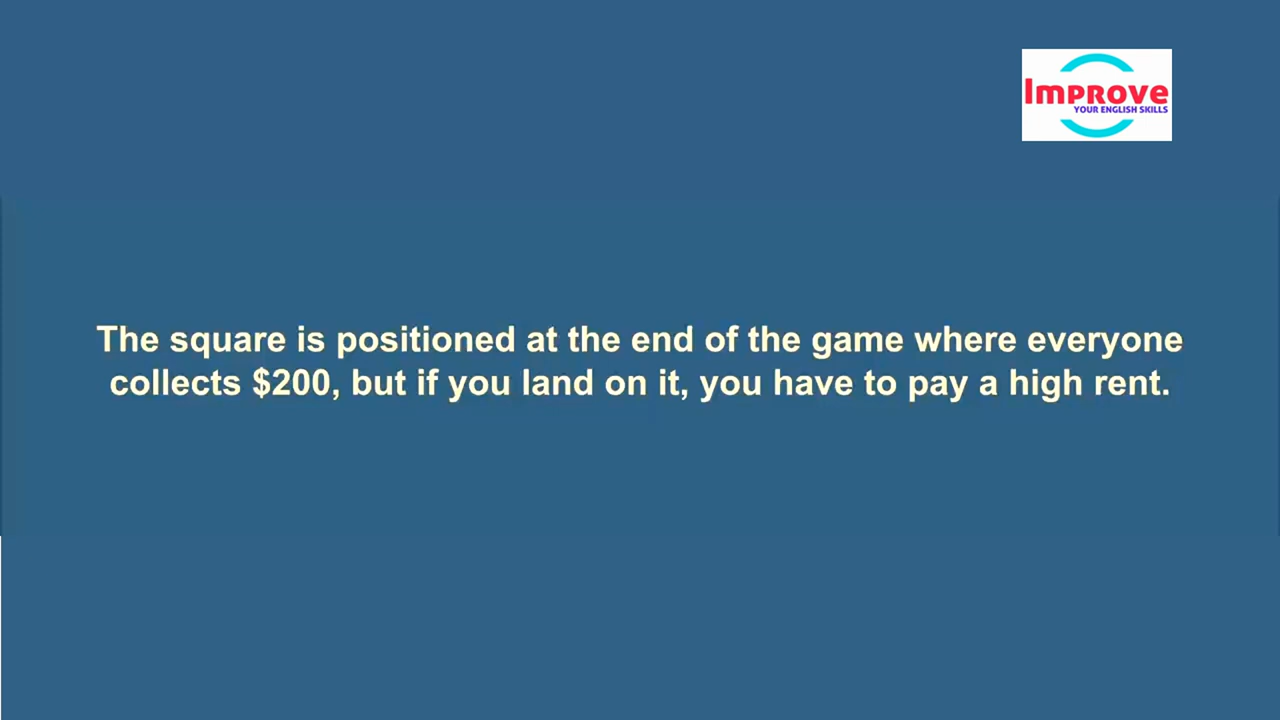 Improve
YOUR ENGLISH SKILLS
The square is positioned at the end of the game where everyone
collects $200, but if you land on it, you have to pay a high rent.